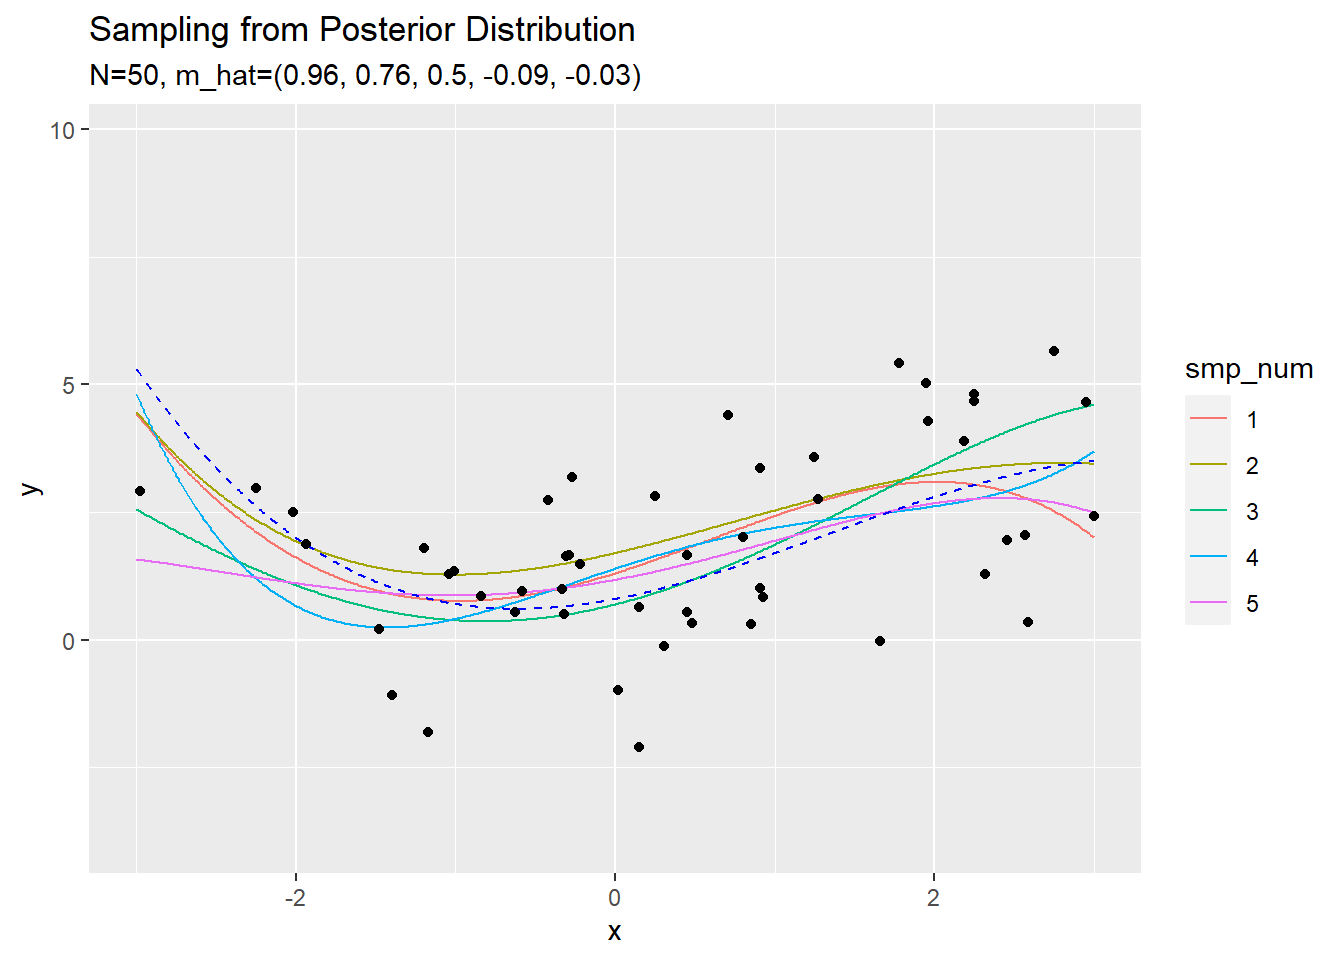 Sampling from Posterior Distribution
N=50, m_hat=(0.96, 0.76, 0.5, -0.09, -0.03)
10
5
0
y
-2
0
2
x
smp_num
1
2
3
4
5